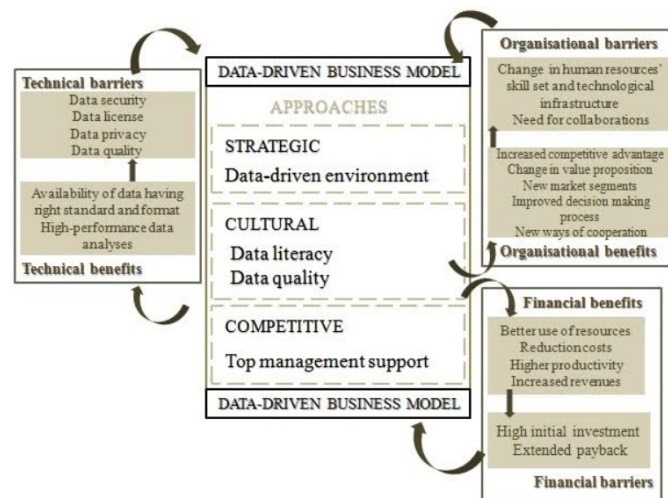 Technical barriers
Data security
Data license
Data privacy
Data quality
Availability of data having
right standard and format
High-performance data
analyses
Technical benefits
DATA-DRIVEN BUSINESS MODEL
APPROACHES
STRATEGIC
Data-driven environment
CULTURAL
Data literacy
Data quality
COMPETITIVE
Top management support
DATA-DRIVEN BUSINESS MODEL
Organisational barriers
Change in human resources'
skill set and technological
infrastructure
Need for collaborations
Increased competitive advantage
Change in value proposition
New market segments
Improved decision making
process
New ways of cooperation
Organisational benefits
Financial benefits
Better use of resources
Reduction costs
Higher productivity
Increased revenues
High initial investment
Extended payback
Financial barriers